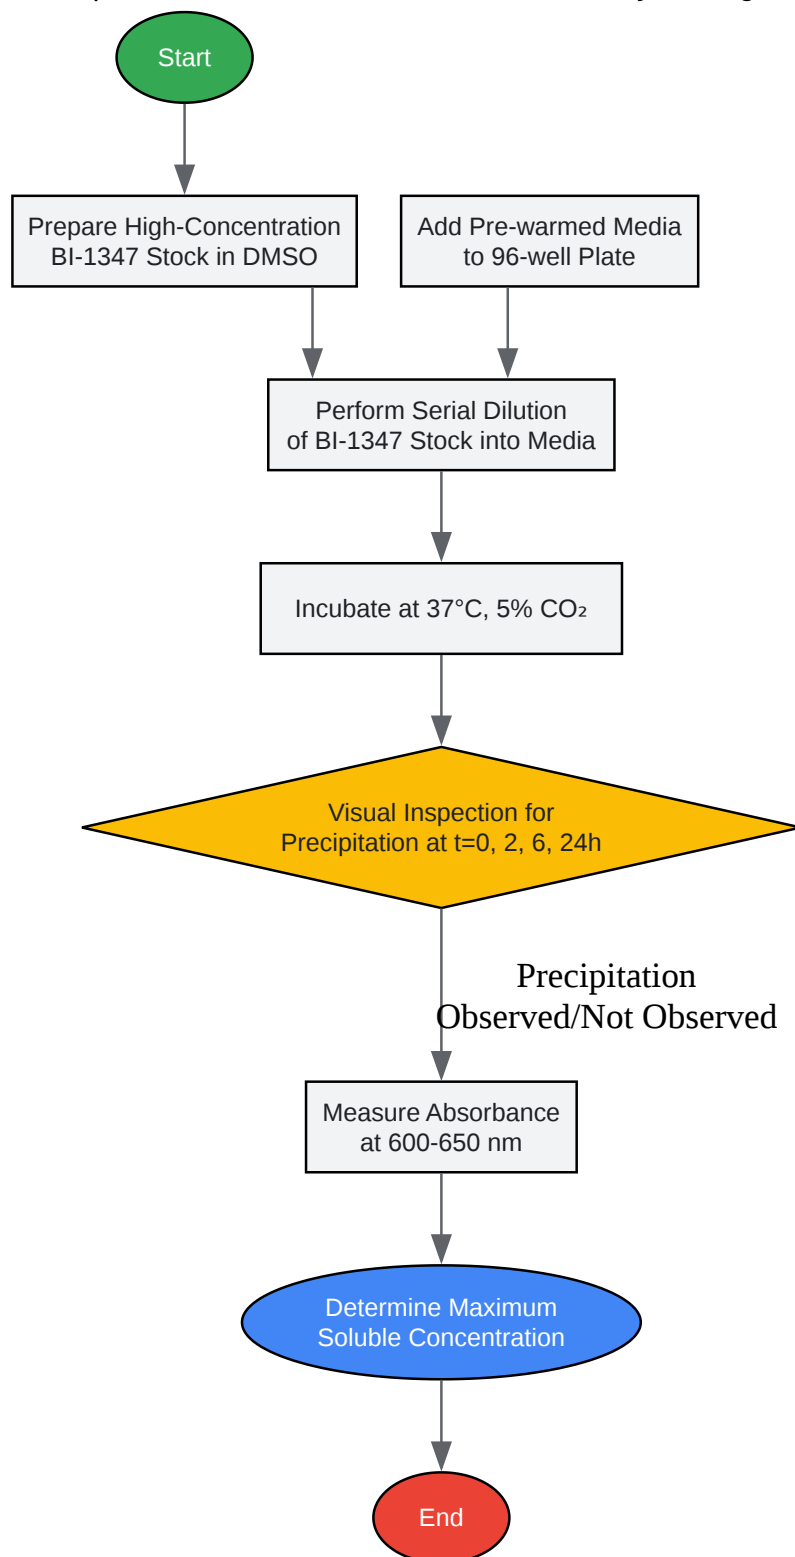 Start
Prepare High-Concentration
BI-1347 Stock in DMSO
Add Pre-warmed Media
to 96-well Plate
Perform Serial Dilution
of BI-1347 Stock into Media
Incubate at 37°C, 5% CO₂
Visual Inspection for
Precipitation at t=0, 2, 6, 24h
Precipitation
Observed/Not Observed
Measure Absorbance
at 600-650 nm
Determine Maximum
Soluble Concentration
End